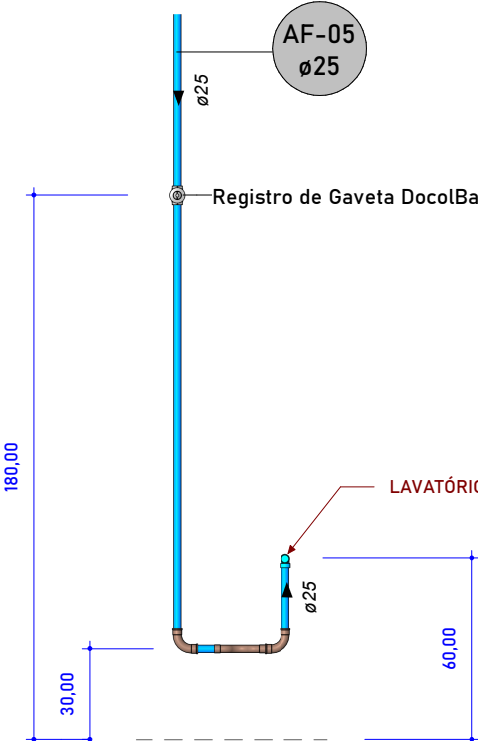 AF-05
ø25
ø25
Registro de Gaveta DocolBa
180,00
LAVATÓRIO
ø25
60,00
30,00